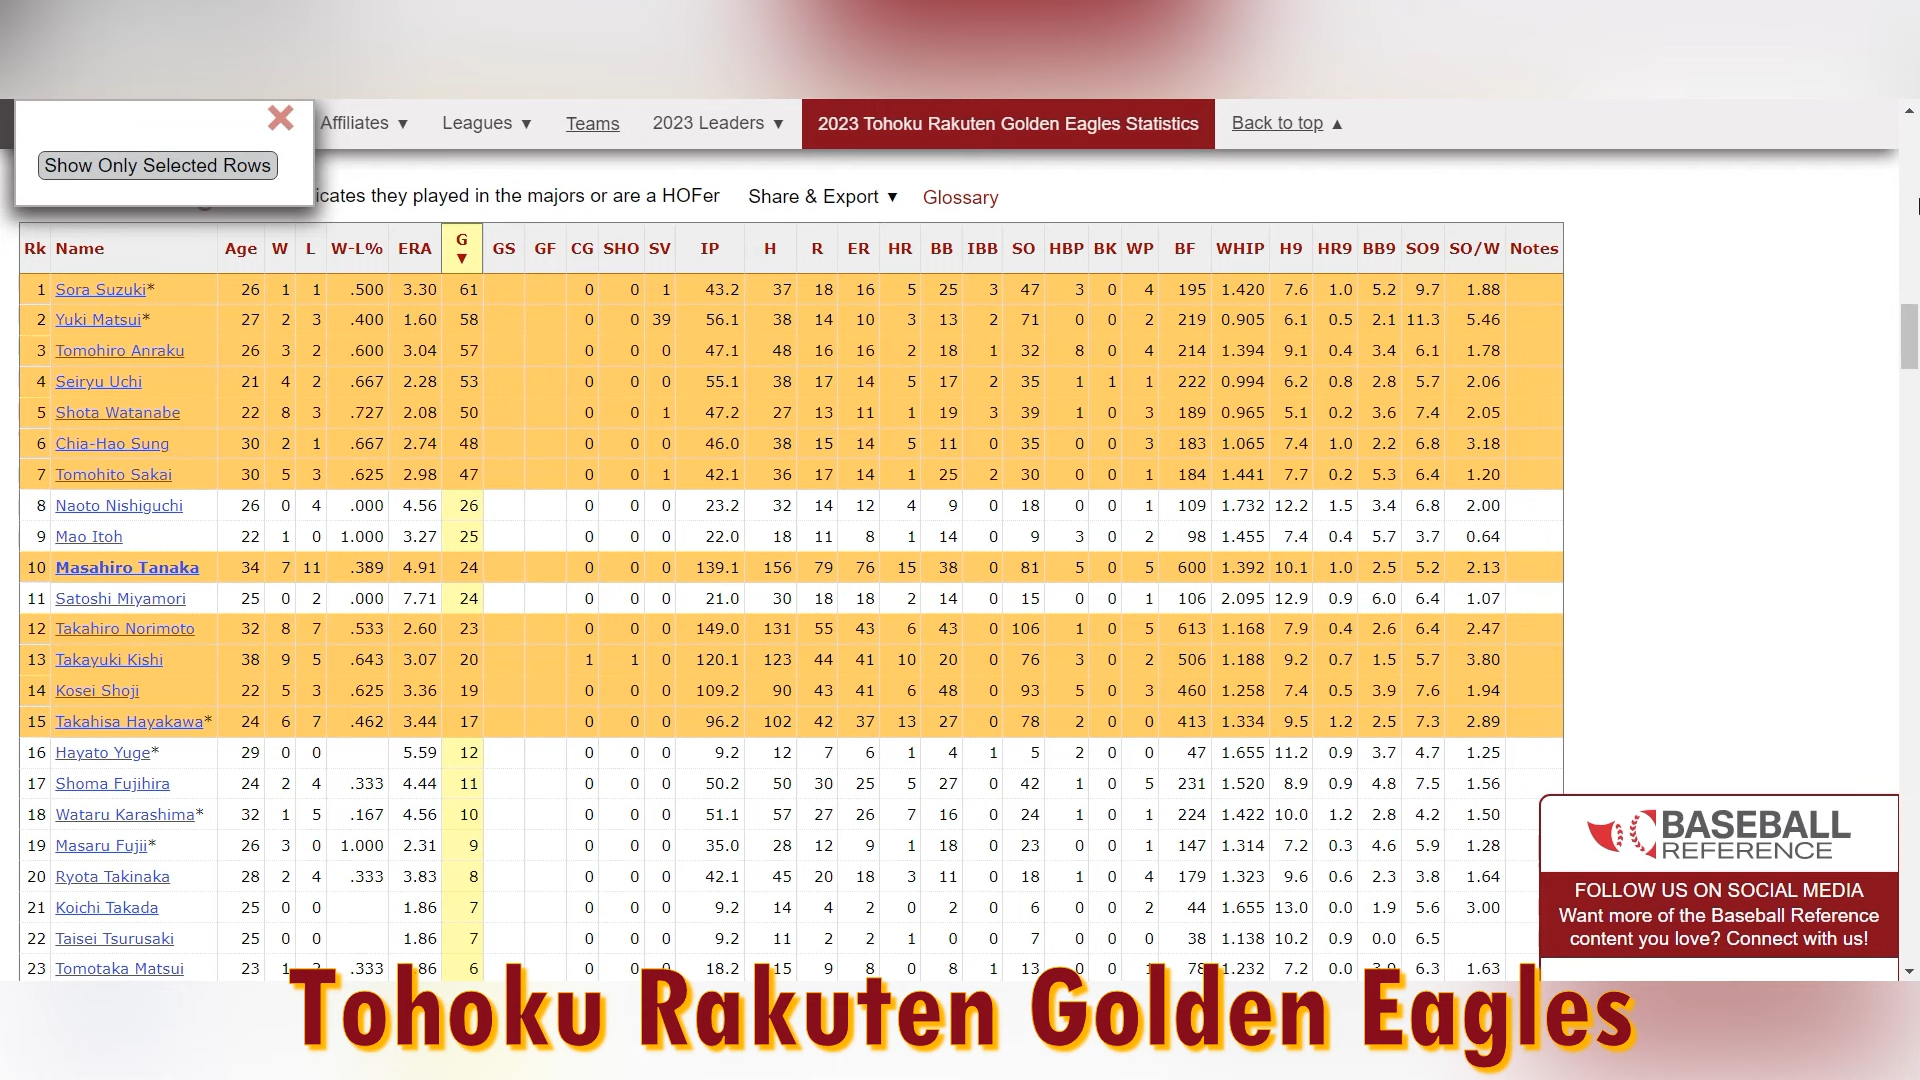 Affiliates ▼ Leagues ▼ Teams 2023 Leaders ▼ 2023 Tohoku Rakuten Golden Eagles Statistics Back to top ▲
Show Only Selected Rows
icates they played in the majors or are a HOFer Share & Export ▼ Glossary
Rk Name Age W L W-L% ERA G ▼ GS GF CG SHO SV IP H R ER HR BB IBB SO HBP BK WP BF WHIP H9 HR9 BB9 SO9 SO/W Notes
1 Sora Suzuki* 26 1 1 .500 3.30 61 0 0 1 43.2 37 18 16 5 25 3 47 3 0 4 195 1.420 7.6 1.0 5.2 9.7 1.88
2 Yuki Matsui* 27 2 3 .400 1.60 58 0 0 39 56.1 38 14 10 3 13 2 71 0 0 2 219 0.905 6.1 0.5 2.1 11.3 5.46
3 Tomohiro Anraku 26 3 2 .600 3.04 57 0 0 0 47.1 48 16 16 2 18 1 32 8 0 4 214 1.394 9.1 0.4 3.4 6.1 1.78
4 Seiryu Uchi 21 4 2 .667 2.28 53 0 0 0 55.1 38 17 14 5 17 2 35 1 1 1 222 0.994 6.2 0.8 2.8 5.7 2.06
5 Shota Watanabe 22 8 3 .727 2.08 50 0 0 1 47.2 27 13 11 1 19 3 39 1 0 3 189 0.965 5.1 0.2 3.6 7.4 2.05
6 Chia-Hao Sung 30 2 1 .667 2.74 48 0 0 0 46.0 38 15 14 5 11 0 35 0 0 3 183 1.065 7.4 1.0 2.2 6.8 3.18
7 Tomohito Sakai 30 5 3 .625 2.98 47 0 0 1 42.1 36 17 14 1 25 2 30 0 0 1 184 1.441 7.7 0.2 5.3 6.4 1.20
8 Naoto Nishiguchi 26 0 4 .000 4.56 26 0 0 0 23.2 32 14 12 4 9 0 18 0 0 1 109 1.732 12.2 1.5 3.4 6.8 2.00
9 Mao Itoh 22 1 0 1.000 3.27 25 0 0 0 22.0 18 11 8 1 14 0 9 3 0 2 98 1.455 7.4 0.4 5.7 3.7 0.64
10 Masahiro Tanaka 34 7 11 .389 4.91 24 0 0 0 139.1 156 79 76 15 38 0 81 5 0 5 600 1.392 10.1 1.0 2.5 5.2 2.13
11 Satoshi Miyamori 25 0 2 .000 7.71 24 0 0 0 21.0 30 18 18 2 14 0 15 0 0 1 106 2.095 12.9 0.9 6.0 6.4 1.07
12 Takahiro Norimoto 32 8 7 .533 2.60 23 0 0 0 149.0 131 55 43 6 43 0 106 1 0 5 613 1.168 7.9 0.4 2.6 6.4 2.47
13 Takayuki Kishi 38 9 5 .643 3.07 20 1 1 0 120.1 123 44 41 10 20 0 76 3 0 2 506 1.188 9.2 0.7 1.5 5.7 3.80
14 Kosei Shoji 22 5 3 .625 3.36 19 0 0 0 109.2 90 43 41 6 48 0 93 5 0 3 460 1.258 7.4 0.5 3.9 7.6 1.94
15 Takahisa Hayakawa* 24 6 7 .462 3.44 17 0 0 0 96.2 102 42 37 13 27 0 78 2 0 0 413 1.334 9.5 1.2 2.5 7.3 2.89
16 Hayato Yuge* 29 0 0 5.59 12 0 0 0 9.2 12 7 6 1 4 1 5 2 0 0 47 1.655 11.2 0.9 3.7 4.7 1.25
17 Shoma Fujihira 24 2 4 .333 4.44 11 0 0 0 50.2 50 30 25 5 27 0 42 1 0 5 231 1.520 8.9 0.9 4.8 7.5 1.56
18 Wataru Karashima* 32 1 5 .167 4.56 10 0 0 0 51.1 57 27 26 7 16 0 24 1 0 1 224 1.422 10.0 1.2 2.8 4.2 1.50
19 Masaru Fujii* 26 3 0 1.000 2.31 9 0 0 0 35.0 28 12 9 1 18 0 23 0 0 1 147 1.314 7.2 0.3 4.6 5.9 1.28
20 Ryota Takinaka 28 2 4 .333 3.83 8 0 0 0 42.1 45 20 18 3 11 0 18 1 0 4 179 1.323 9.6 0.6 2.3 3.8 1.64
21 Koichi Takada 25 0 0 1.86 7 0 0 0 9.2 14 4 2 0 2 0 6 0 0 2 44 1.655 13.0 0.0 1.9 5.6 3.00
22 Taisei Tsurusaki 25 0 0 1.86 7 0 0 0 9.2 11 2 2 1 0 0 7 0 0 0 38 1.138 10.2 0.9 0.0 6.5
23 Tomotaka Matsui 23 1 2 .333 .86 6 0 0 0 18.2 15 9 8 0 8 1 13 0 0 1 78 1.232 7.2 0.0 3.9 6.3 1.63
BASEBALL
REFERENCE
FOLLOW US ON SOCIAL MEDIA
Want more of the Baseball Reference
content you love? Connect with us!
Tohoku Rakuten Golden Eagles